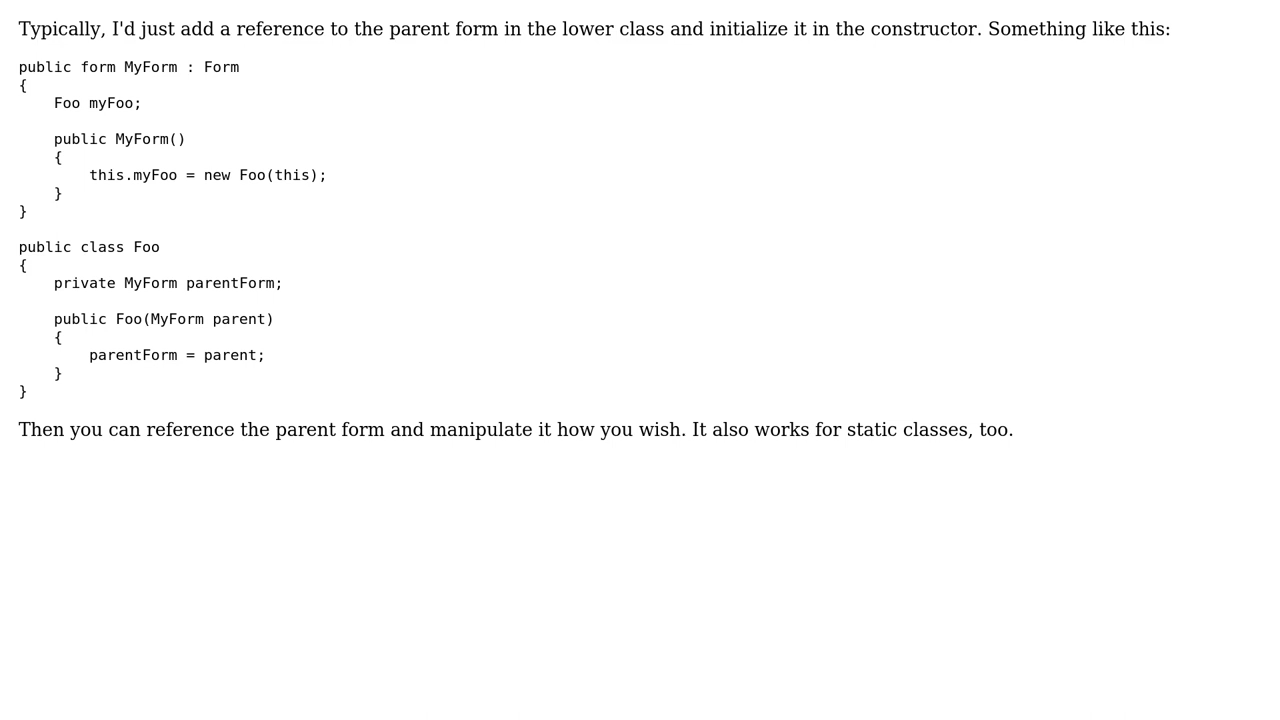 Typically, I'd just add a reference to the parent form in the lower class and initialize it in the constructor. Something like this:
public form MyForm : Form
{
    Foo myFoo;

    public MyForm()
    {
        this.myFoo = new Foo(this);
    }
}

public class Foo
{
    private MyForm parentForm;

    public Foo(MyForm parent)
    {
        parentForm = parent;
    }
}
Then you can reference the parent form and manipulate it how you wish. It also works for static classes, too.